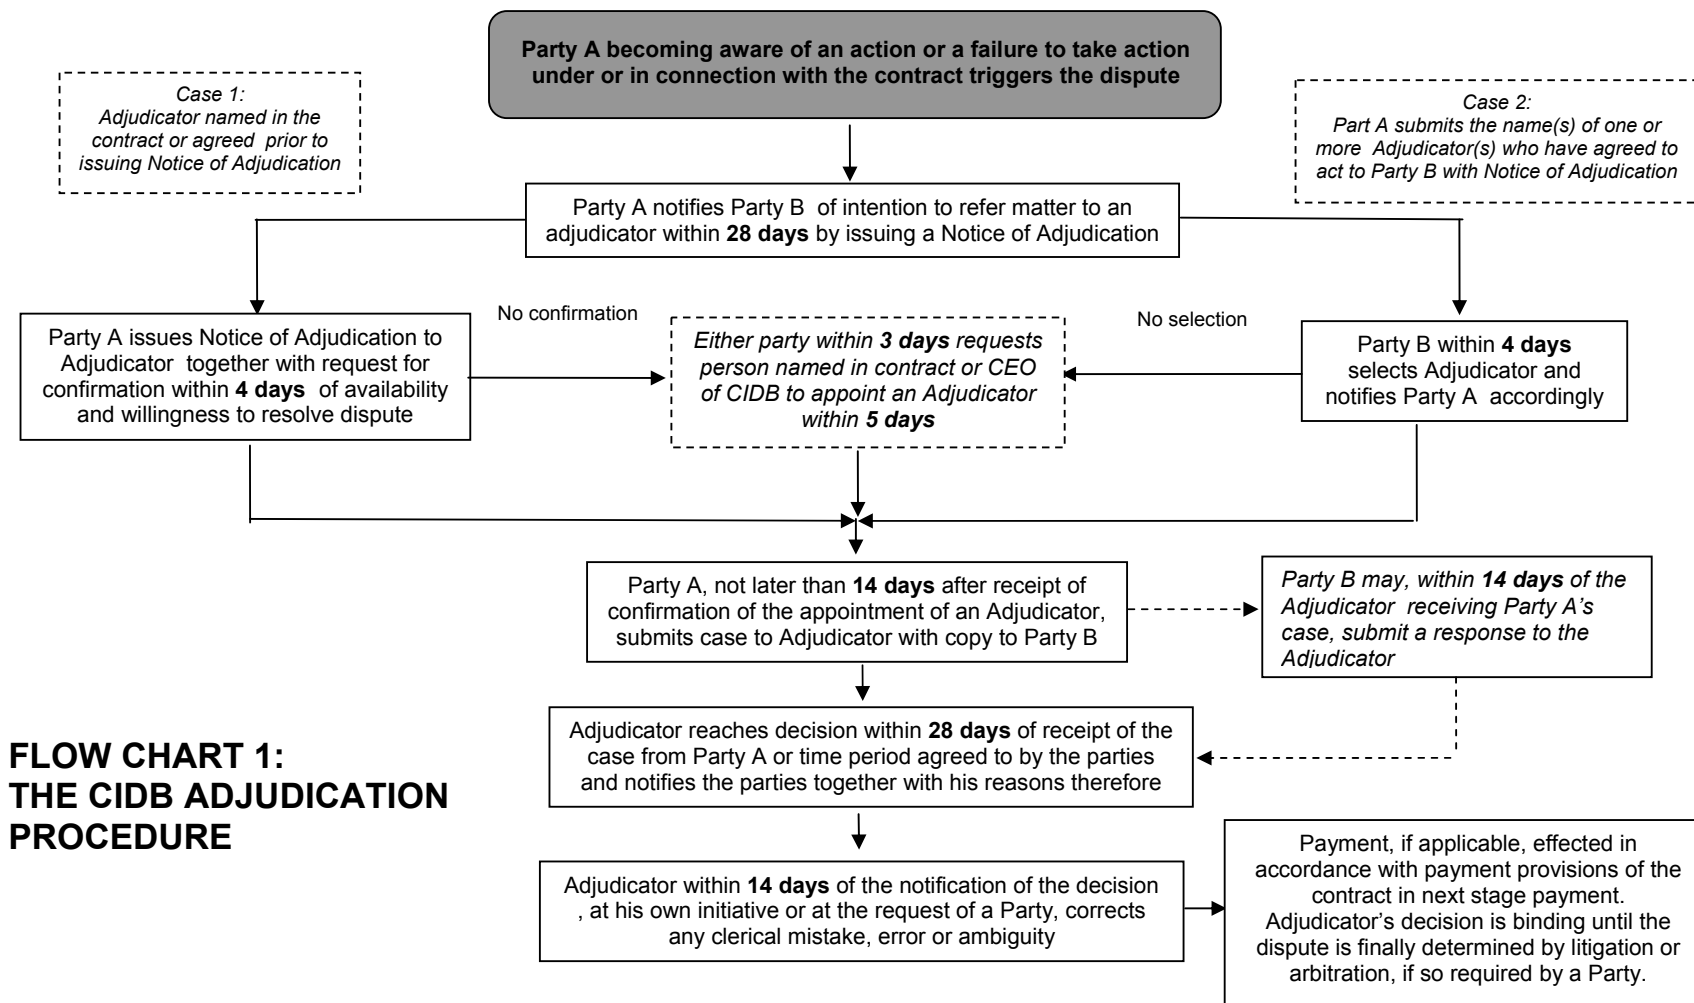 Party A becoming aware of an action or a failure to take action
under or in connection with the contract triggers the dispute
Case 1:
Adjudicator named in the
contract or agreed prior to
issuing Notice of Adjudication
Case 2:
Part A submits the name(s) of one or
more Adjudicator(s) who have agreed to
act to Party B with Notice of Adjudication
Party A notifies Party B of intention to refer matter to an
adjudicator within 28 days by issuing a Notice of Adjudication
Party A issues Notice of Adjudication to
Adjudicator together with request for
confirmation within 4 days of availability
and willingness to resolve dispute
No confirmation
Either party within 3 days requests
person named in contract or CEO
of CIDB to appoint an Adjudicator
within 5 days
No selection
Party B within 4 days
selects Adjudicator and
notifies Party A accordingly
Party A, not later than 14 days after receipt of
confirmation of the appointment of an Adjudicator,
submits case to Adjudicator with copy to Party B
Party B may, within 14 days of the
Adjudicator receiving Party A's
case, submit a response to the
Adjudicator
Adjudicator reaches decision within 28 days of receipt of the
case from Party A or time period agreed to by the parties
and notifies the parties together with his reasons therefore
FLOW CHART 1:
THE CIDB ADJUDICATION
PROCEDURE
Adjudicator within 14 days of the notification of the decision
, at his own initiative or at the request of a Party, corrects
any clerical mistake, error or ambiguity
Payment, if applicable, effected in
accordance with payment provisions of the
contract in next stage payment.
Adjudicator's decision is binding until the
dispute is finally determined by litigation or
arbitration, if so required by a Party.